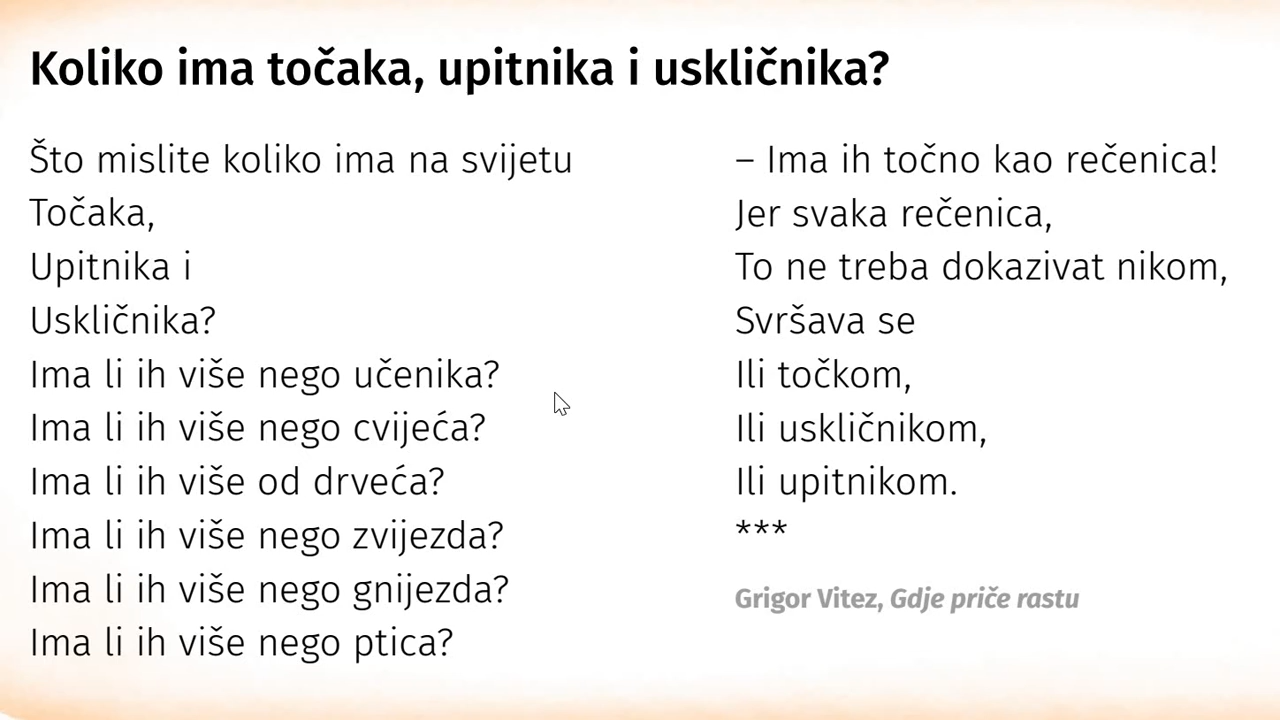 Koliko ima točaka, upitnika i uskličnika?
Što mislite koliko ima na svijetu
Točaka,
Upitnika i
Uskličnika?
Ima li ih više nego učenika?
Ima li ih više nego cvijeća?
Ima li ih više od drveća?
Ima li ih više nego zvijezda?
Ima li ih više nego gnijezda?
Ima li ih više nego ptica?
– Ima ih točno kao rečenica!
Jer svaka rečenica,
To ne treba dokazivat nikom,
Svršava se
Ili točkom,
Ili uskličnikom,
Ili upitnikom.
***
Grigor Vitez, Gdje priče rastu